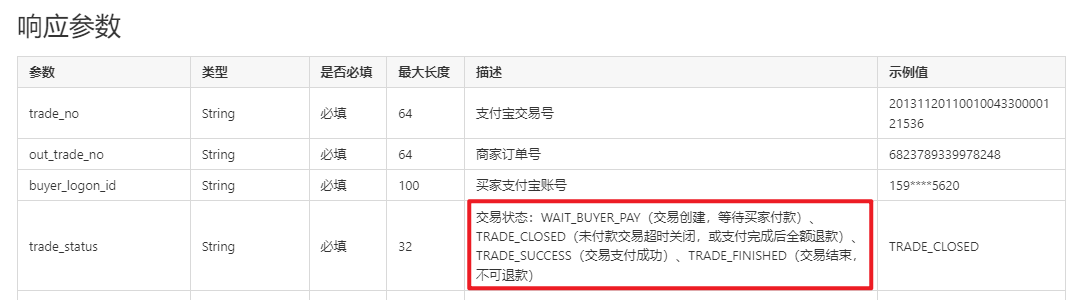 响应参数
参数 类型 是否必填 最大长度 描述 示例值
trade_no String 必填 64 支付宝交易号 20131120110010043300001
21536
out_trade_no String 必填 64 商家订单号 6823789339978248
buyer_logon_id String 必填 100 买家支付宝账号 159****5620
trade_status String 必填 32 交易状态：WAIT_BUYER_PAY（交易创建，等待买家付款）、
TRADE_CLOSED（未付款交易超时关闭，或支付完成后全额退款）、
TRADE_SUCCESS（交易支付成功）、TRADE_FINISHED（交易结束，
不可退款） TRADE_CLOSED